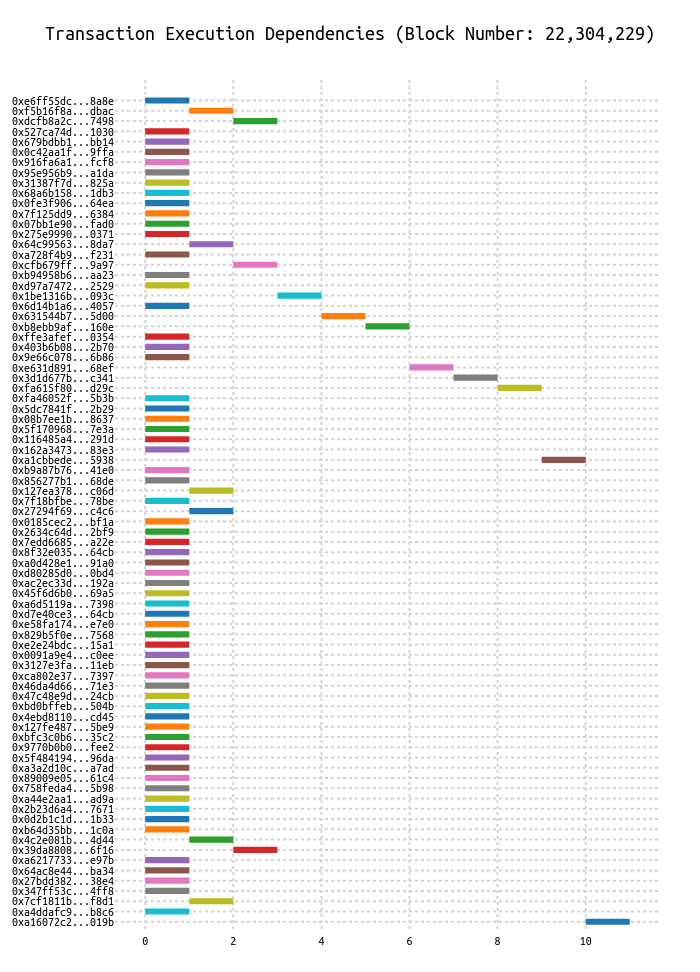 Transaction Execution Dependencies (Block Number: 22,304,229)
0xe6ff55dc...8a8e
0xf5b16f8a...dbac
0xdcfb8a2c...7498
0x527ca74d...1030
0x679bdbb1...bb14
0x0c42aa1f...9ffa
0x916fa6a1...fcf8
0x95e956b9...a1da
0x31387f7d...825a
0x68a6b158...1db3
0x0fe3f906...64ea
0x7f125dd9...6384
0x07bb1e90...fad0
0x275e9990...0371
0x64c99563...8da7
0xa728f4b9...f231
0xcfb679ff...9a97
0xb94958b6...aa23
0xd97a7472...2529
0x1be1316b...093c
0x6d14b1a6...4057
0x631544b7...5d00
0xb8ebb9af...160e
0xffe3afef...0354
0x403b6b08...2b70
0x9e66c078...6b86
0xe631d891...68ef
0x3d1d677b...c341
0xfa615f80...d29c
0xfa46052f...5b3b
0x5dc7841f...2b29
0x08b7ee1b...8637
0x5f170968...7e3a
0x116485a4...291d
0x162a3473...83e3
0xa1cbbede...5938
0xb9a87b76...41e0
0x856277b1...68de
0x127ea378...c06d
0x7f18bfbe...78be
0x27294f69...c4c6
0x0185cec2...bf1a
0x2634c64d...2bf9
0x7edd6685...a22e
0x8f32e035...64cb
0xa0d428e1...91a0
0xd80285d0...0bd4
0xac2ec33d...192a
0x45f6d6b0...69a5
0xa6d5119a...7398
0xd7e40ce3...64cb
0xe58fa174...e7e0
0x829b5f0e...7568
0xe2e24bdc...15a1
0x0091a9e4...c0ee
0x3127e3fa...11eb
0xca802e37...7397
0x46da4d66...71e3
0x47c48e9d...24cb
0xbd0bffeb...504b
0x4ebd8110...cd45
0x127fe487...5be9
0xbfc3c0b6...35c2
0x9770b0b0...fee2
0x5f484194...96da
0xa3a2d10c...a7ad
0x89009e05...61c4
0x758feda4...5b98
0xa44e2aa1...ad9a
0x2b23d6a4...7671
0x0d2b1c1d...1b33
0xb64d35bb...1c0a
0x4c2e081b...4d44
0x39da8808...6f16
0xa6217733...e97b
0x64ac8e44...ba34
0x27bdd382...38e4
0x347ff53c...4ff8
0x7cf1811b...f8d1
0xa4ddafc9...b8c6
0xa16072c2...019b
0 2 4 6 8 10